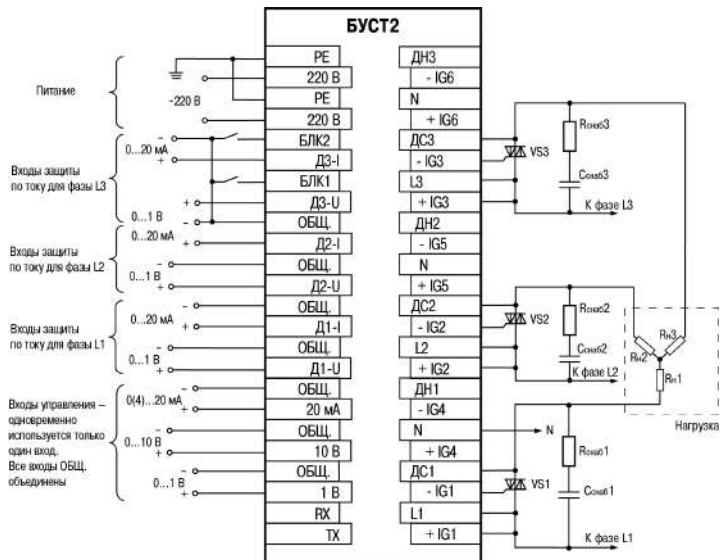 БУСТ2
PE
220 В
PE
220 В
БЛК2
Д3-I
БЛК1
Д3-U
ОБЩ.
Д2-I
ОБЩ.
Д2-U
ОБЩ.
Д1-I
ОБЩ.
Д1-U
ОБЩ.
20 мА
ОБЩ.
10 В
ОБЩ.
1 В
RX
TX
ДН3
- IG6
N
+ IG6
ДС3
- IG3
L3
+ IG3
ДН2
- IG5
N
+ IG5
ДС2
- IG2
L2
+ IG2
ДН1
- IG4
N
+ IG4
ДС1
- IG1
L1
+ IG1
Питание
~220 В
Входы защиты
по току для фазы L3
−
0...20 мА
+
+
0...1 В
−
Входы защиты
по току для фазы L2
0...20 мА
+
−
0...1 В
+
Входы защиты
по току для фазы L1
−
0...20 мА
+
−
0...1 В
+
Входы управления –
одновременно
используется только
один вход.
Все входы ОБЩ.
объединены
−
0(4)...20 мА
+
−
0...10 В
+
−
0...1 В
+
VS3
Rснаб3
Cснаб3
К фазе L3
VS2
Rснаб2
Cснаб2
К фазе L2
Rн2
Rн3
Rн1
Нагрузка
N
VS1
Rснаб1
Cснаб1
К фазе L1